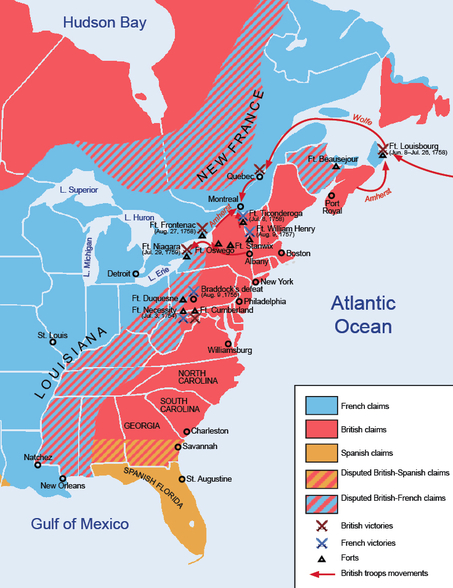 Hudson Bay
NEW FRANCE
Wolfe
Ft. Louisbourg
(Jun. 8-Jul. 26, 1758)
Ft. Beausejour
Quebec
Amherst
L. Superior
Port
Royal
Montreal
L. Huron
Ft. Ticonderoga
(Jul. 8, 1758)
Ft. Frontenac
(Aug. 27, 1758)
Amherst
Ft. William Henry
(Aug. 9, 1757)
L. Michigan
Ft. Niagara
(Jul. 29, 1759)
Ft. Oswego
Ft. Stanwix
Boston
Albany
Detroit
L. Erie
New York
Braddock's defeat
(Aug. 9, 1755)
Ft. Duquesne
Philadelphia
Atlantic
Ocean
Ft. Necessity
(Jul. 3, 1754)
Ft. Cumberland
St. Louis
Williamsburg
LOUISIANA
NORTH
CAROLINA
SOUTH
CAROLINA
GEORGIA
Charleston
Savannah
Natchez
SPANISH FLORIDA
St. Augustine
New Orleans
Gulf of Mexico
French claims
British claims
Spanish claims
Disputed British-Spanish claims
Disputed British-French claims
British victories
French victories
Forts
British troops movements